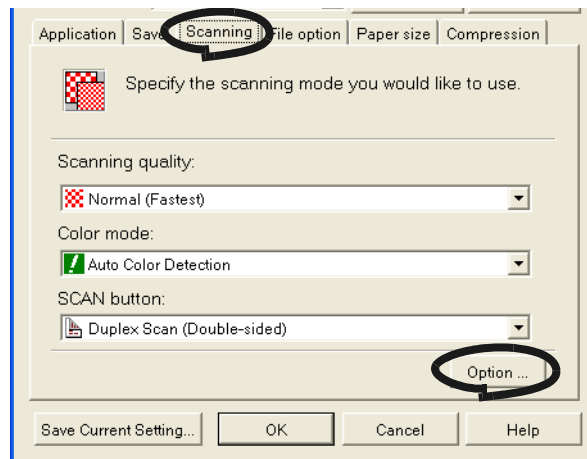 Application Save Scanning File option Paper size Compression
Specify the scanning mode you would like to use.
Scanning quality:
Normal (Fastest)
Color mode:
Auto Color Detection
SCAN button:
Duplex Scan (Double-sided)
Option ...
Save Current Setting... OK Cancel Help